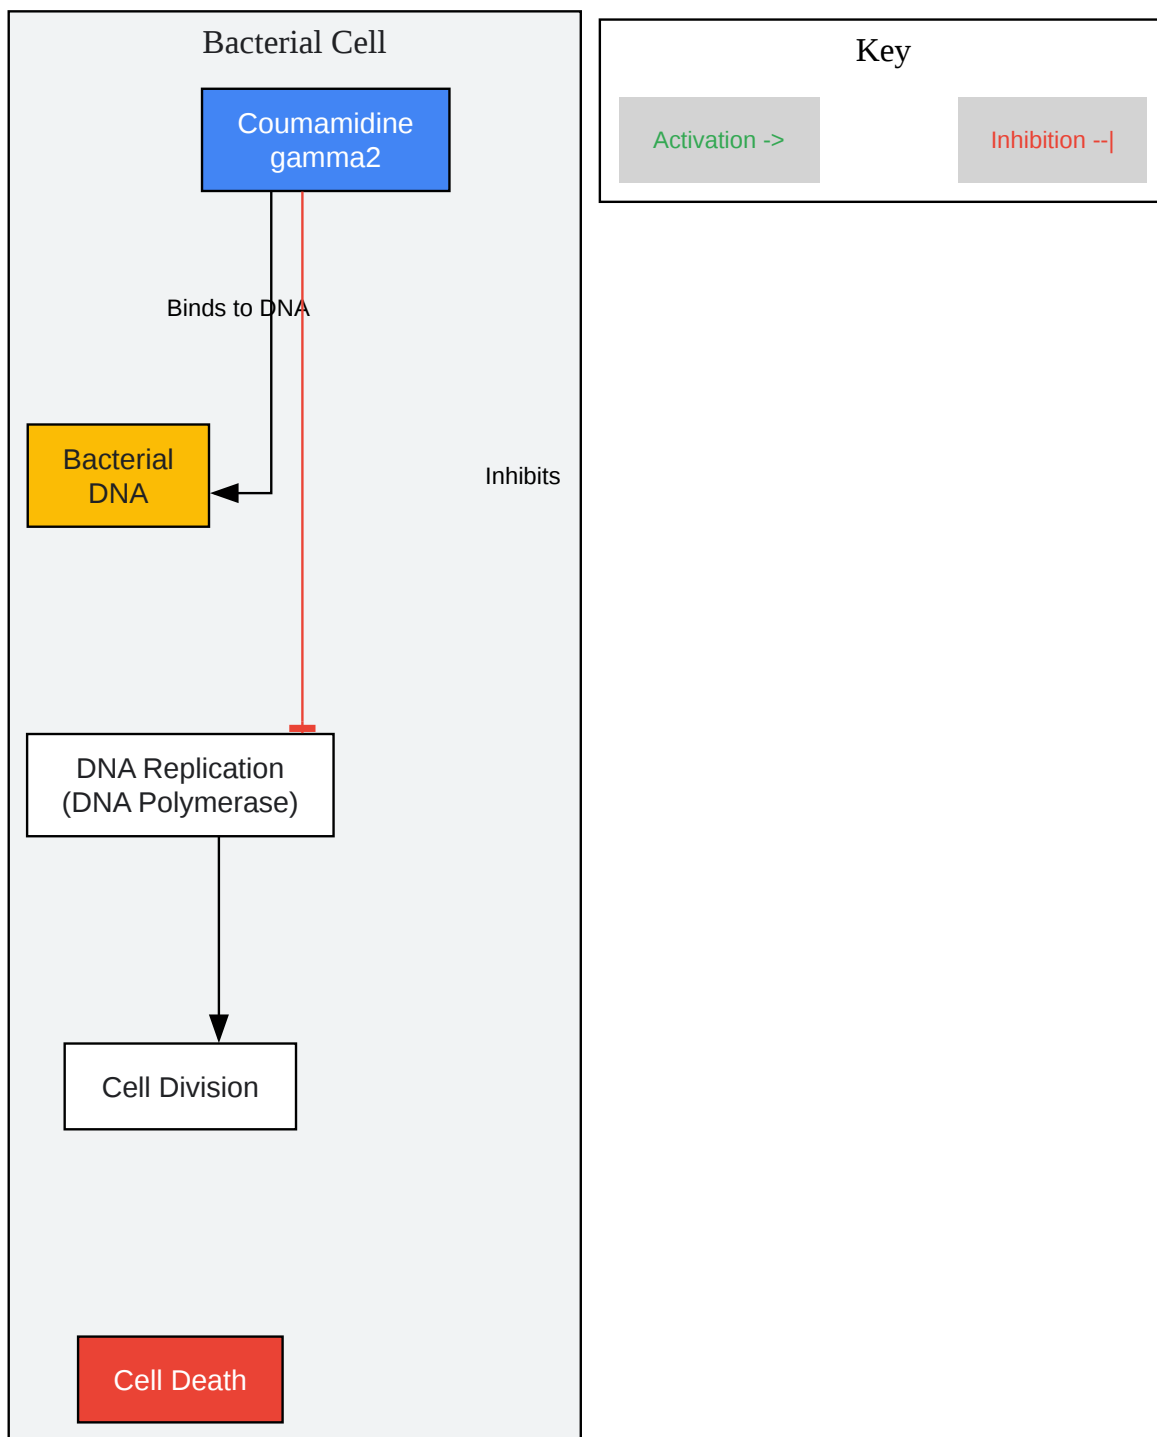 Bacterial Cell
Coumamidine
gamma2
Binds to DNA
Bacterial
DNA
Inhibits
DNA Replication
(DNA Polymerase)
Cell Division
Cell Death
Key
Activation ->
Inhibition --|